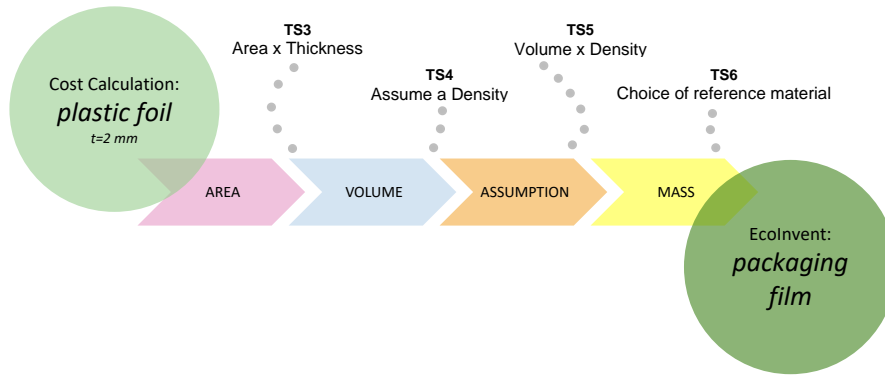 TS3
Area x Thickness
TS5
Volume x Density
TS4
Assume a Density
TS6
Choice of reference material
Cost Calculation:
plastic foil
t=2 mm
AREA
VOLUME
ASSUMPTION
MASS
EcoInvent:
packaging
film